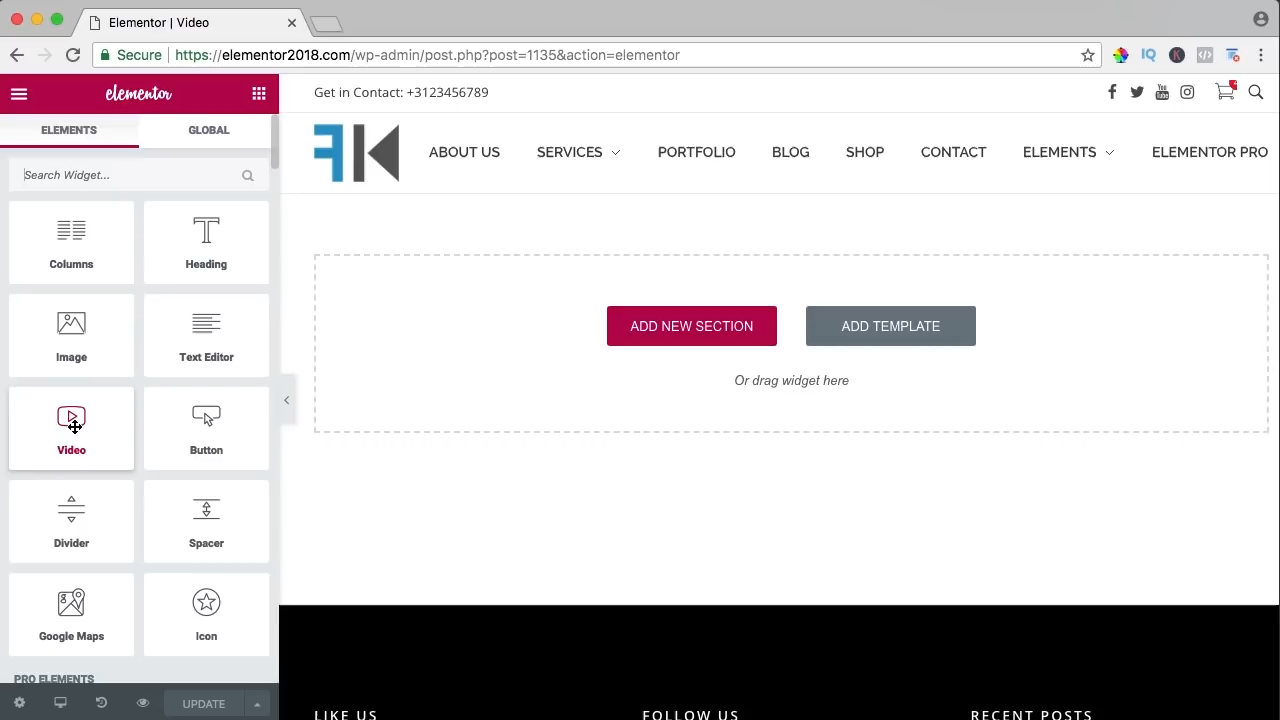 Elementor | Video
Secure
https://elementor2018.com/wp-admin/post.php?post=1135&action=elementor
elementor
Get in Contact: +3123456789
ELEMENTS
GLOBAL
ABOUT US
SERVICES
PORTFOLIO
BLOG
SHOP
CONTACT
ELEMENTS
ELEMENTOR PRO
Search Widget...
Columns
Heading
Image
Text Editor
ADD NEW SECTION
ADD TEMPLATE
Or drag widget here
Video
Button
Divider
Spacer
Google Maps
Icon
PRO ELEMENTS
UPDATE
LIKE US
FOLLOW US
RECENT POSTS